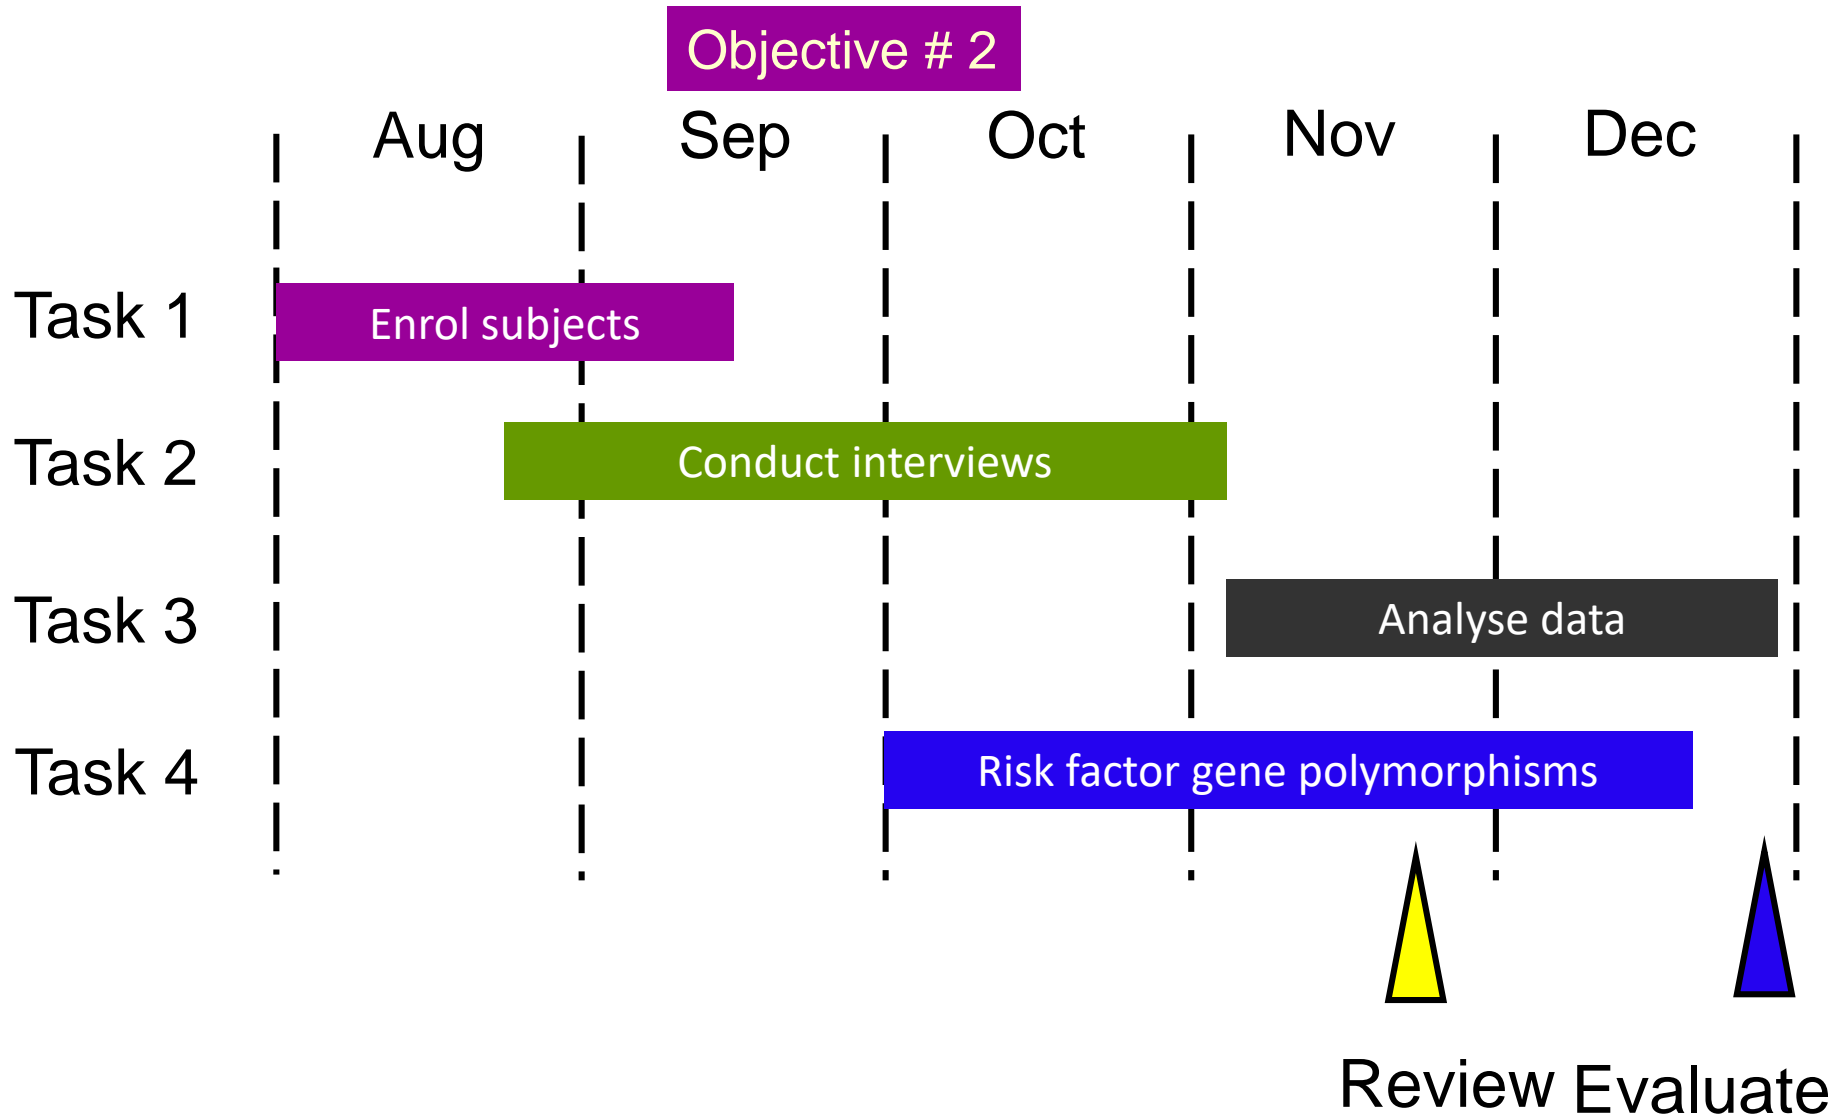 Objective # 2
Aug Sep Oct Nov Dec
Task 1 Enrol subjects
Task 2 Conduct interviews
Task 3 Analyse data
Task 4 Risk factor gene polymorphisms
Review Evaluate